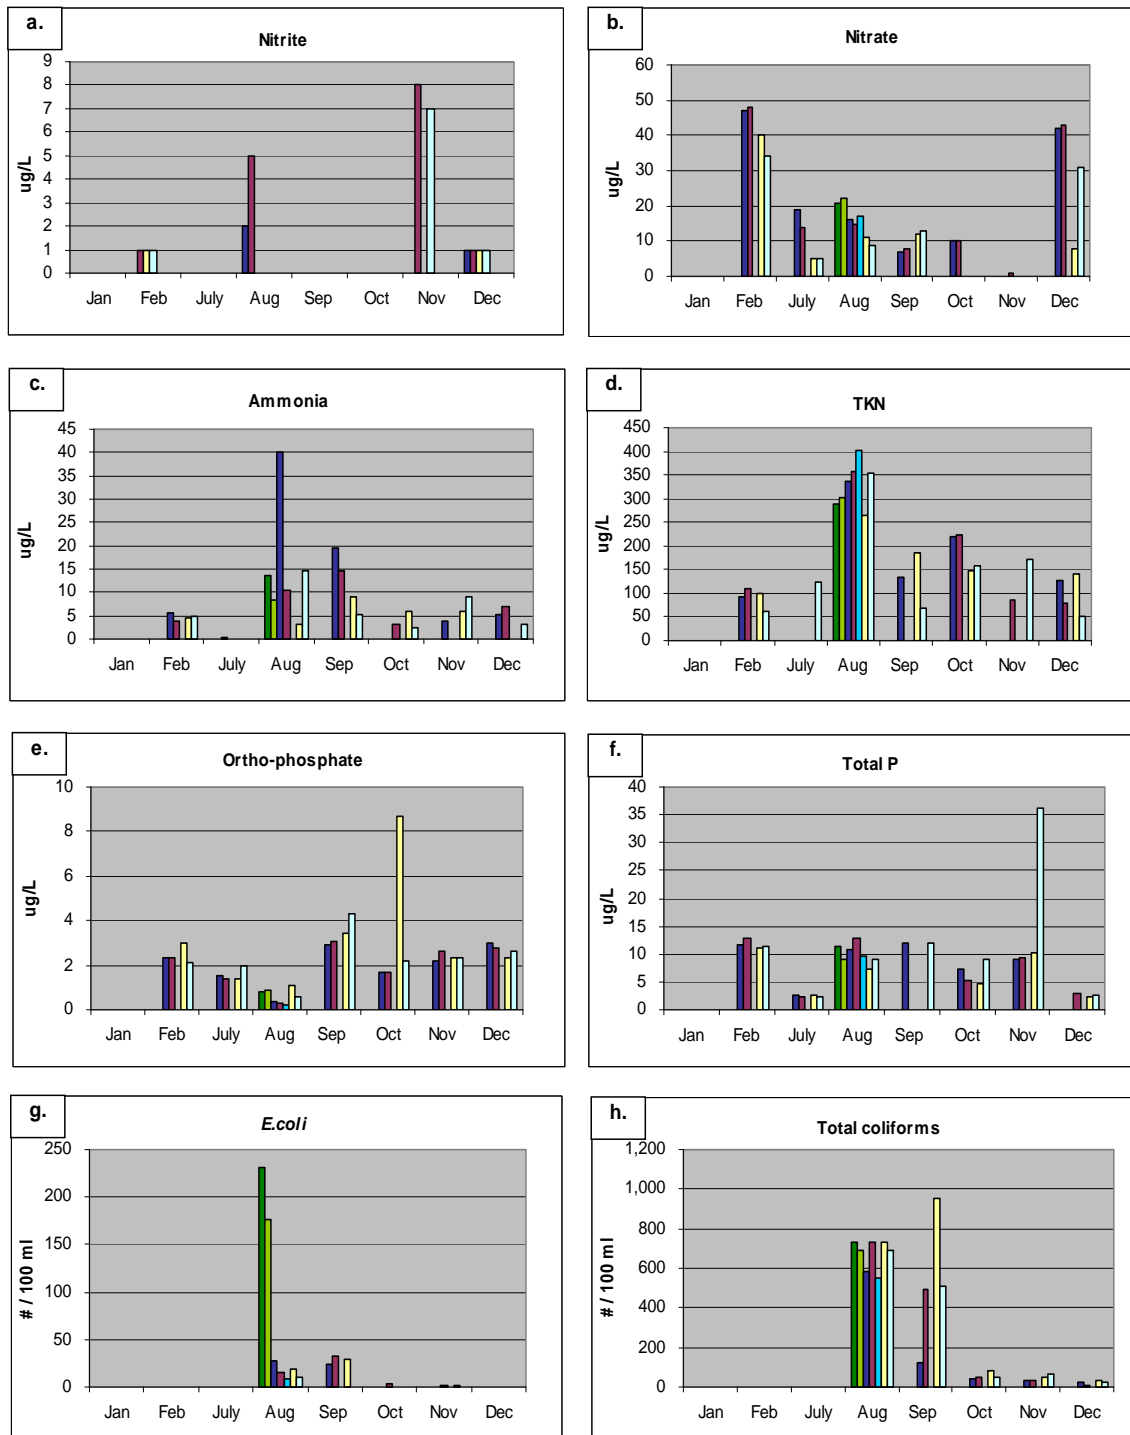 a.
Nitrite
9
8
7
6
5
4
3
2
1
0
ug/L
Jan Feb July Aug Sep Oct Nov Dec
b.
Nitrate
60
50
40
30
20
10
0
ug/L
Jan Feb July Aug Sep Oct Nov Dec
c.
Ammonia
45
40
35
30
25
20
15
10
5
0
ug/L
Jan Feb July Aug Sep Oct Nov Dec
d.
TKN
450
400
350
300
250
200
150
100
50
0
ug/L
Jan Feb July Aug Sep Oct Nov Dec
e.
Ortho-phosphate
10
8
6
4
2
0
ug/L
Jan Feb July Aug Sep Oct Nov Dec
f.
Total P
40
35
30
25
20
15
10
5
0
ug/L
Jan Feb July Aug Sep Oct Nov Dec
g.
E.coli
250
200
150
100
50
0
# / 100 ml
Jan Feb July Aug Sep Oct Nov Dec
h.
Total coliforms
1,200
1,000
800
600
400
200
0
# / 100 ml
Jan Feb July Aug Sep Oct Nov Dec